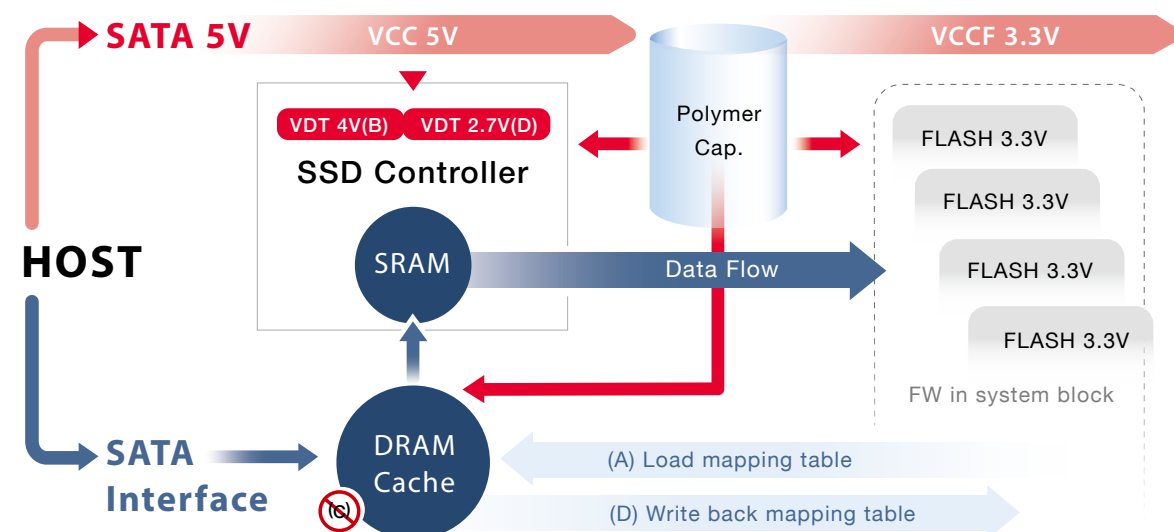 SATA 5V
VCC 5V
VCCF 3.3V
Polymer
Cap.
VDT 4V(B)
VDT 2.7V(D)
SSD Controller
FLASH 3.3V
FLASH 3.3V
FLASH 3.3V
FLASH 3.3V
HOST
SRAM
Data Flow
FW in system block
SATA
Interface
DRAM
Cache
(C)
(A) Load mapping table
(D) Write back mapping table